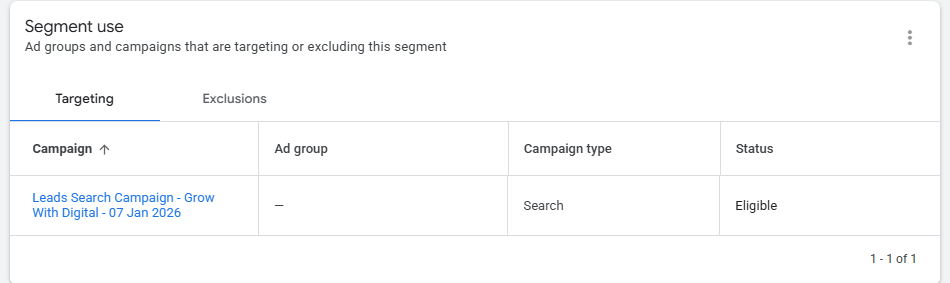 Segment use
Ad groups and campaigns that are targeting or excluding this segment
Targeting
Exclusions
Campaign
Ad group
Campaign type
Status
Leads Search Campaign - Grow
With Digital - 07 Jan 2026
—
Search
Eligible
1 - 1 of 1